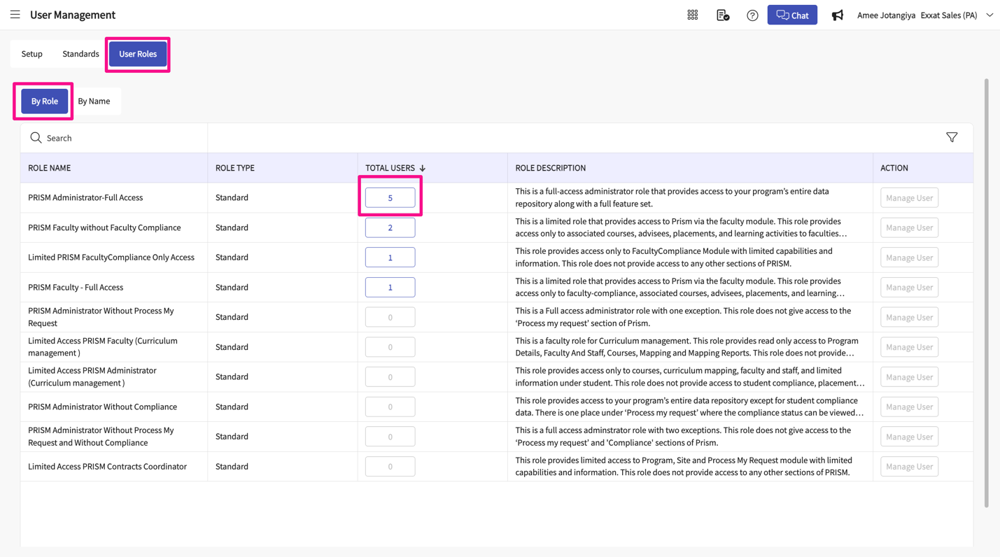 User Management
Chat
Amee Jotangiya Exxat Sales (PA)
Setup
Standards
User Roles
By Role
By Name
Search
ROLE NAME
ROLE TYPE
TOTAL USERS
ROLE DESCRIPTION
ACTION
PRISM Administrator-Full Access
Standard
5
This is a full-access administrator role that provides access to your program’s entire data
repository along with a full feature set.
Manage User
PRISM Faculty without Faculty Compliance
Standard
2
This is a limited role that provides access to Prism via the faculty module. This role provides
access only to associated courses, advisees, placements, and learning activities to faculties…
Manage User
Limited PRISM FacultyCompliance Only Access
Standard
1
This role provides access only to FacultyCompliance Module with limited capabilities and
information. This role does not provide access to any other sections of PRISM.
Manage User
PRISM Faculty - Full Access
Standard
1
This is a limited role that provides access to Prism via the faculty module. This role provides
access only to faculty-compliance, associated courses, advisees, placements, and learning…
Manage User
PRISM Administrator Without Process My
Request
Standard
0
This is a Full access administrator role with one exception. This role does not give access to the
‘Process my request’ section of Prism.
Manage User
Limited Access PRISM Faculty (Curriculum
management )
Standard
0
This is a faculty role for Curriculum management. This role provides read only access to Program
Details, Faculty And Staff, Courses, Mapping and Mapping Reports. This role does not provide…
Manage User
Limited Access PRISM Administrator
(Curriculum management )
Standard
0
This role provides access only to courses, curriculum mapping, faculty and staff, and limited
information under student. This role does not provide access to student compliance, placement…
Manage User
PRISM Administrator Without Compliance
Standard
0
This role provides access to your program’s entire data repository except for student compliance
data. There is one place under ‘Process my request’ where the compliance status can be viewed…
Manage User
PRISM Administrator Without Process My
Request and Without Compliance
Standard
0
This is a full access adminstrator role with two exceptions. This role does not give access to the
‘Process my request’ and 'Compliance' sections of Prism.
Manage User
Limited Access PRISM Contracts Coordinator
Standard
0
This role provides limited access to Program, Site and Process My Request module with limited
capabilities and information. This role does not provide access to any other sections of PRISM.
Manage User